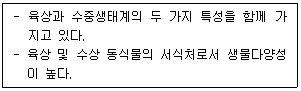 - 육상과 수중생태계의 두 가지 특성을 함께 가
지고 있다.
- 육상 및 수상 동식물의 서식처로서 생물다양성
이 높다.